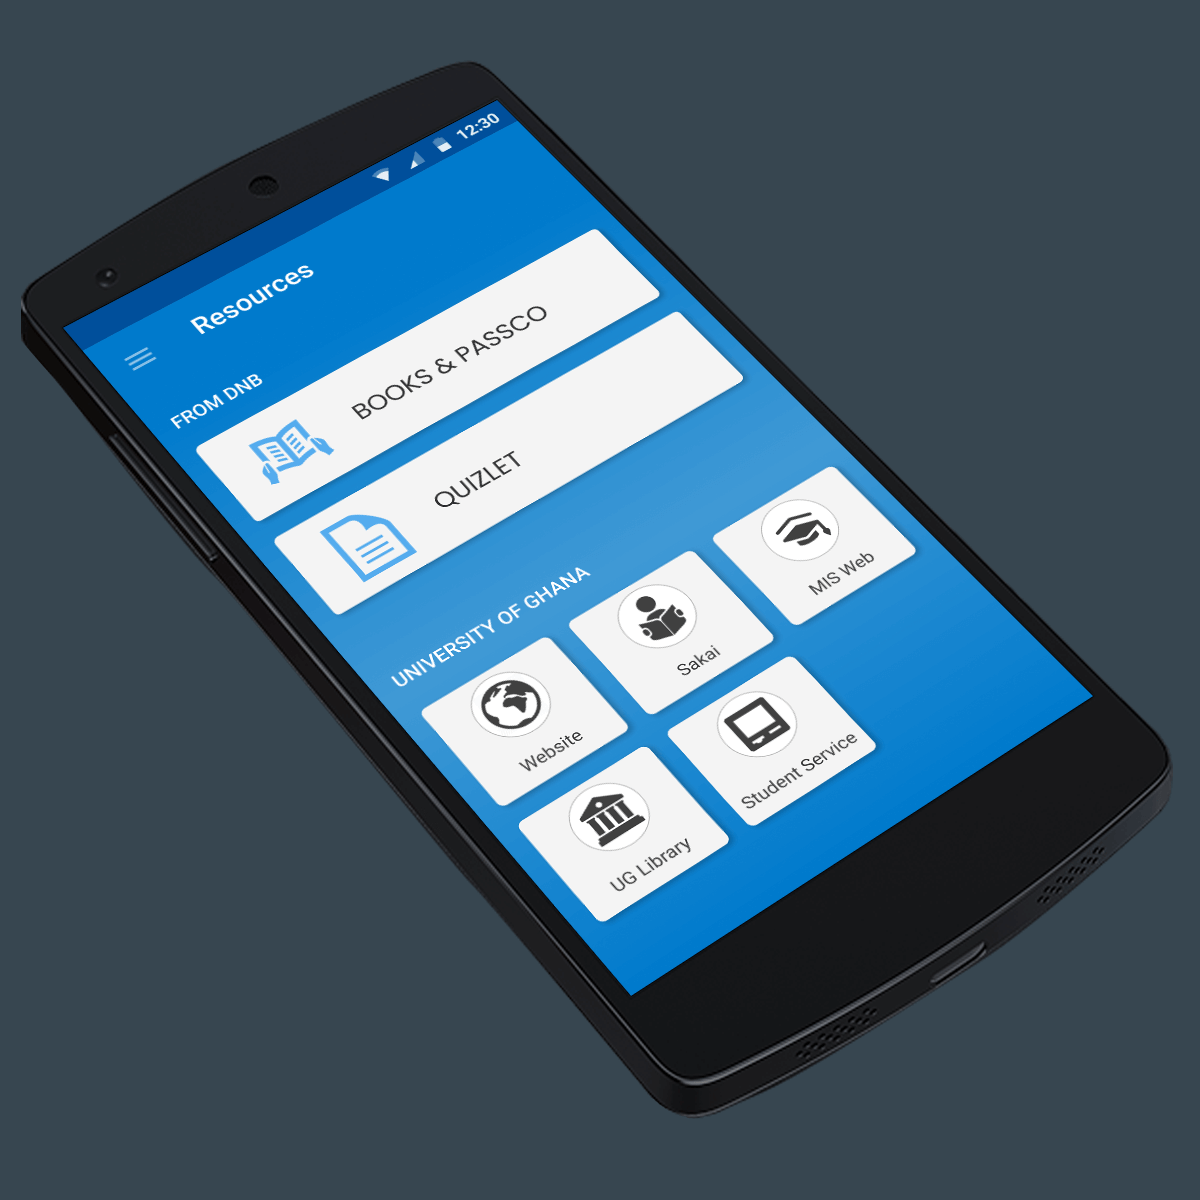 12:30
Resources
FROM DNB
BOOKS & PASSCO
QUIZLET
UNIVERSITY OF GHANA
Website
Sakai
MIS Web
UG Library
Student Service